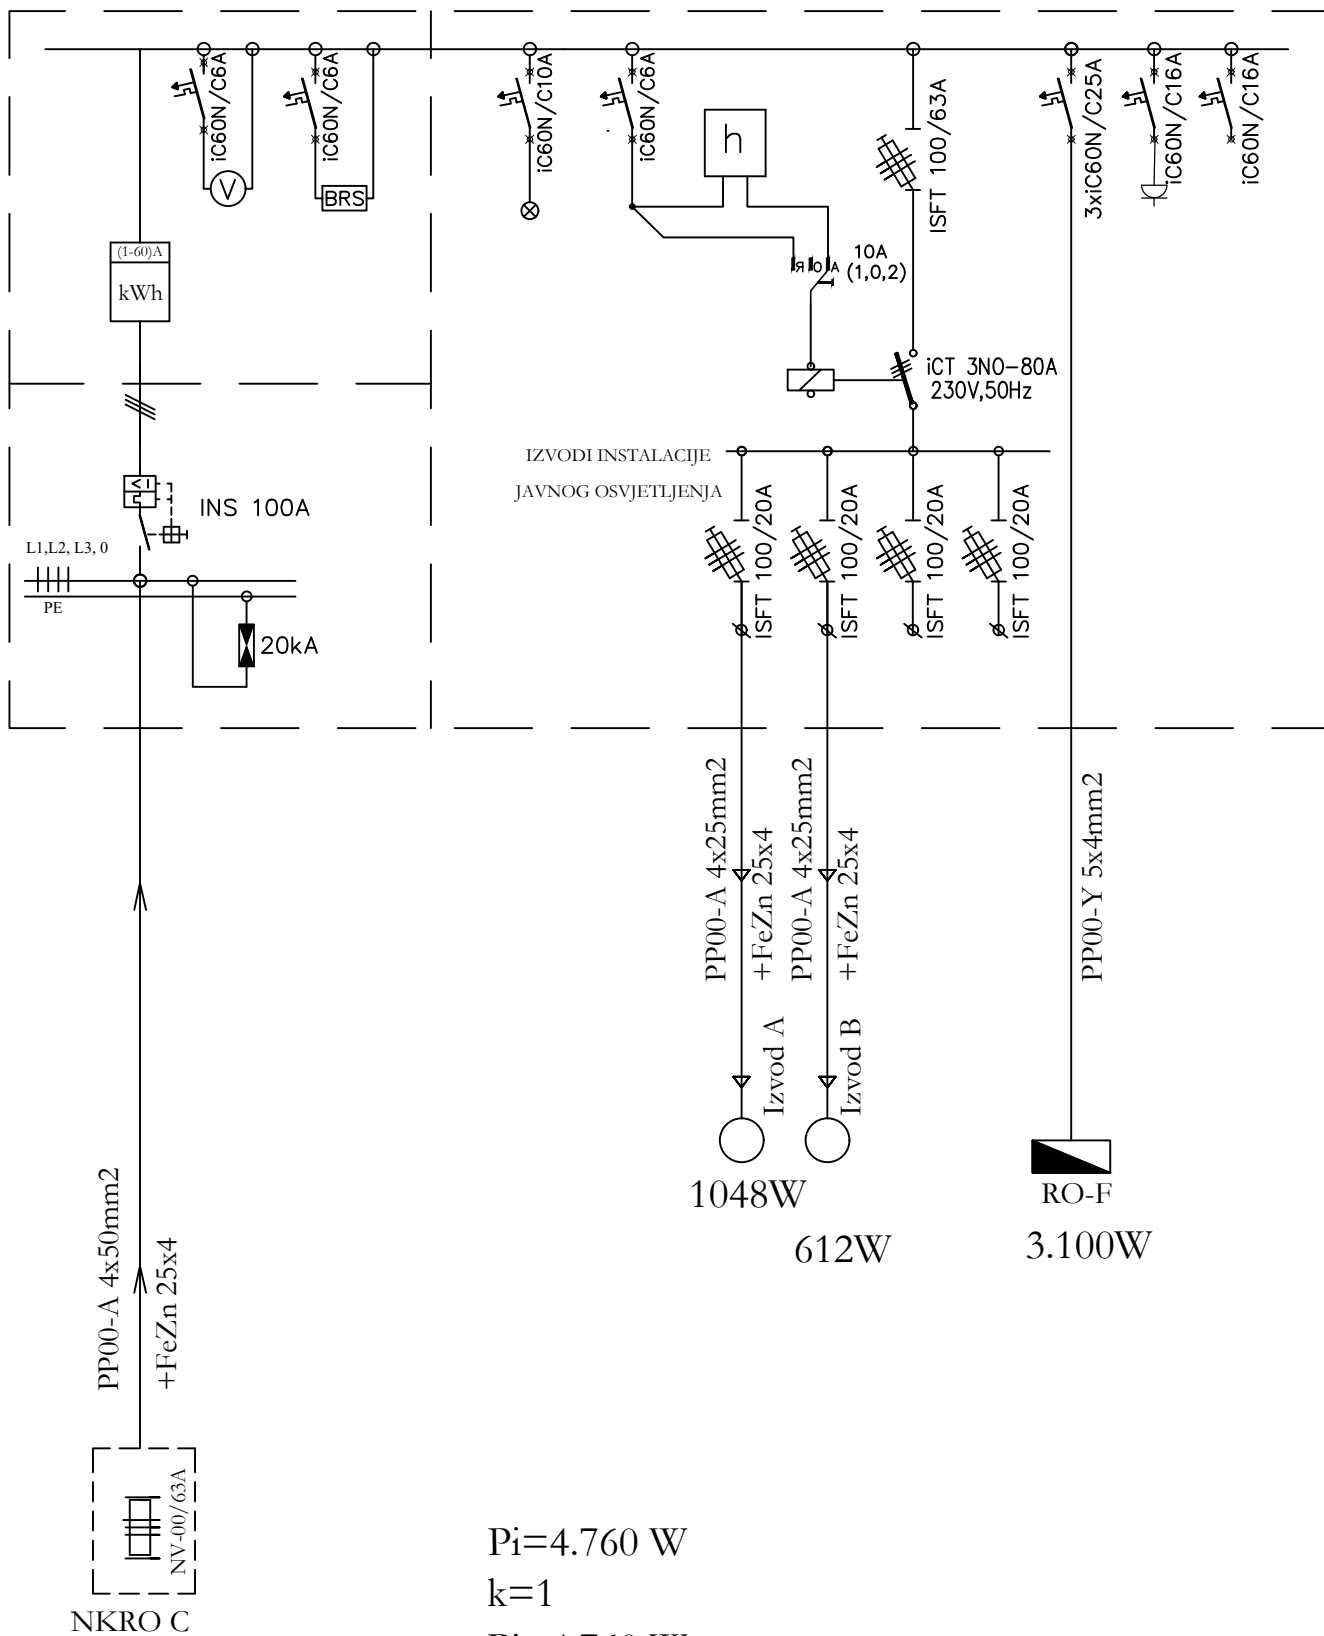 iC60N/C6A
iC60N/C6A
iC60N/C10A
iC60N/C6A
ISFT 100/63A
3xiC60N/C25A
iC60N/C16A
iC60N/C16A
V
BRS
h
(1-60)A
kWh
R O A
10A
(1,0,2)
iCT 3NO-80A
230V,50Hz
INS 100A
IZVODI INSTALACIJE
JAVNOG OSVJETLJENJA
L1,L2, L3, 0
PE
20kA
ISFT 100/20A
ISFT 100/20A
ISFT 100/20A
ISFT 100/20A
PP00-A 4x25mm2
+FeZn 25x4
PP00-A 4x25mm2
+FeZn 25x4
PP00-Y 5x4mm2
Izvod A
Izvod B
1048W
612W
RO-F
3.100W
PP00-A 4x50mm2
+FeZn 25x4
NV-00/63A
NKRO C
Pi=4.760 W
k=1